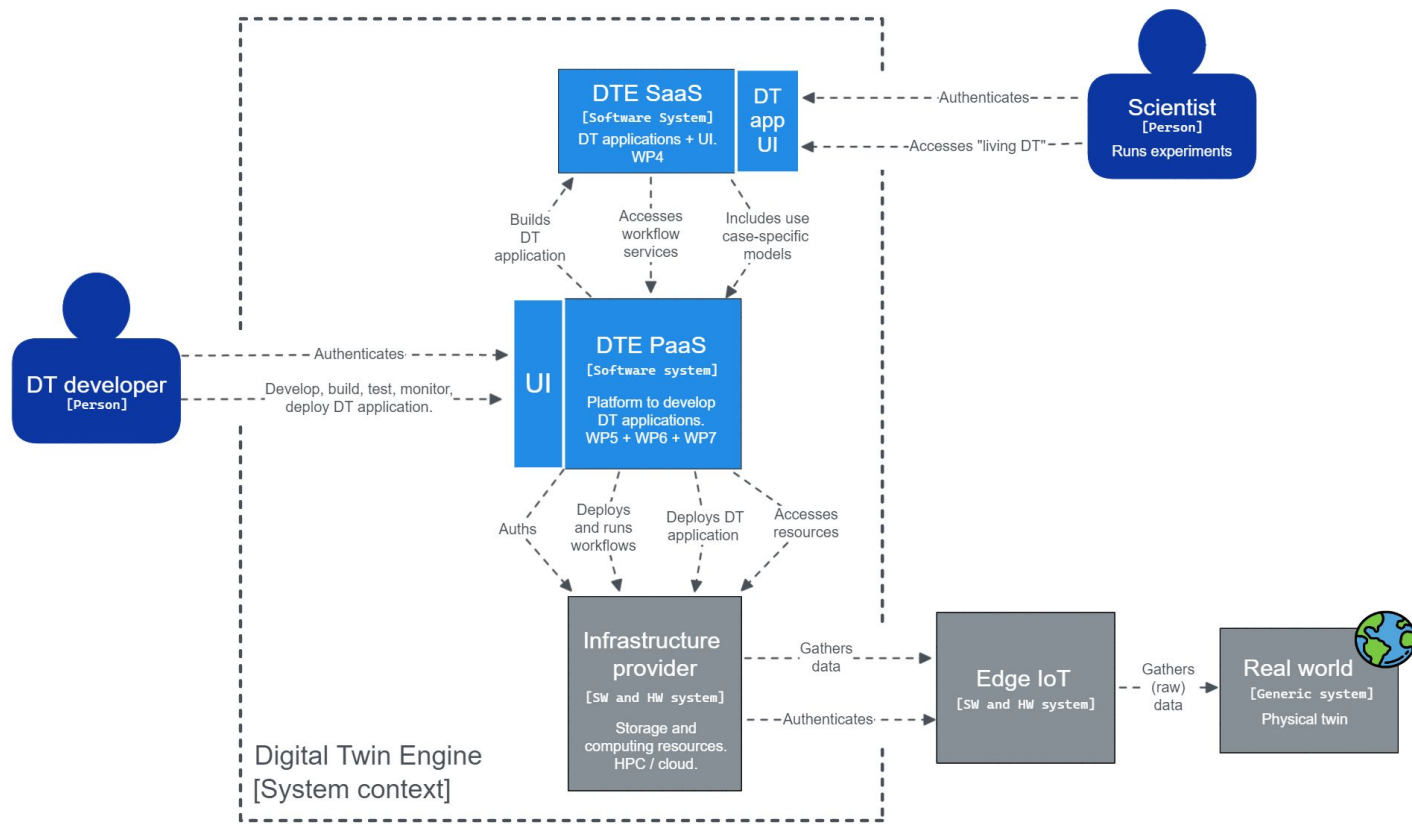 DTE SaaS
[Software System]
DT applications + UI.
WP4
DT
app
UI
Authenticates
Accesses "living DT"
Scientist
[Person]
Runs experiments
Builds
DT
application
Accesses
workflow
services
Includes use
case-specific
models
DT developer
[Person]
Authenticates
Develop, build, test, monitor,
deploy DT application.
UI
DTE PaaS
[Software system]
Platform to develop
DT applications.
WP5 + WP6 + WP7
Auths
Deploys
and runs
workflows
Deploys DT
application
Accesses
resources
Infrastructure
provider
[SW and HW system]
Storage and
computing resources.
HPC / cloud.
Gathers
data
Authenticates
Edge IoT
[SW and HW system]
Gathers
(raw)
data
Real world
[Generic system]
Physical twin
Digital Twin Engine
[System context]